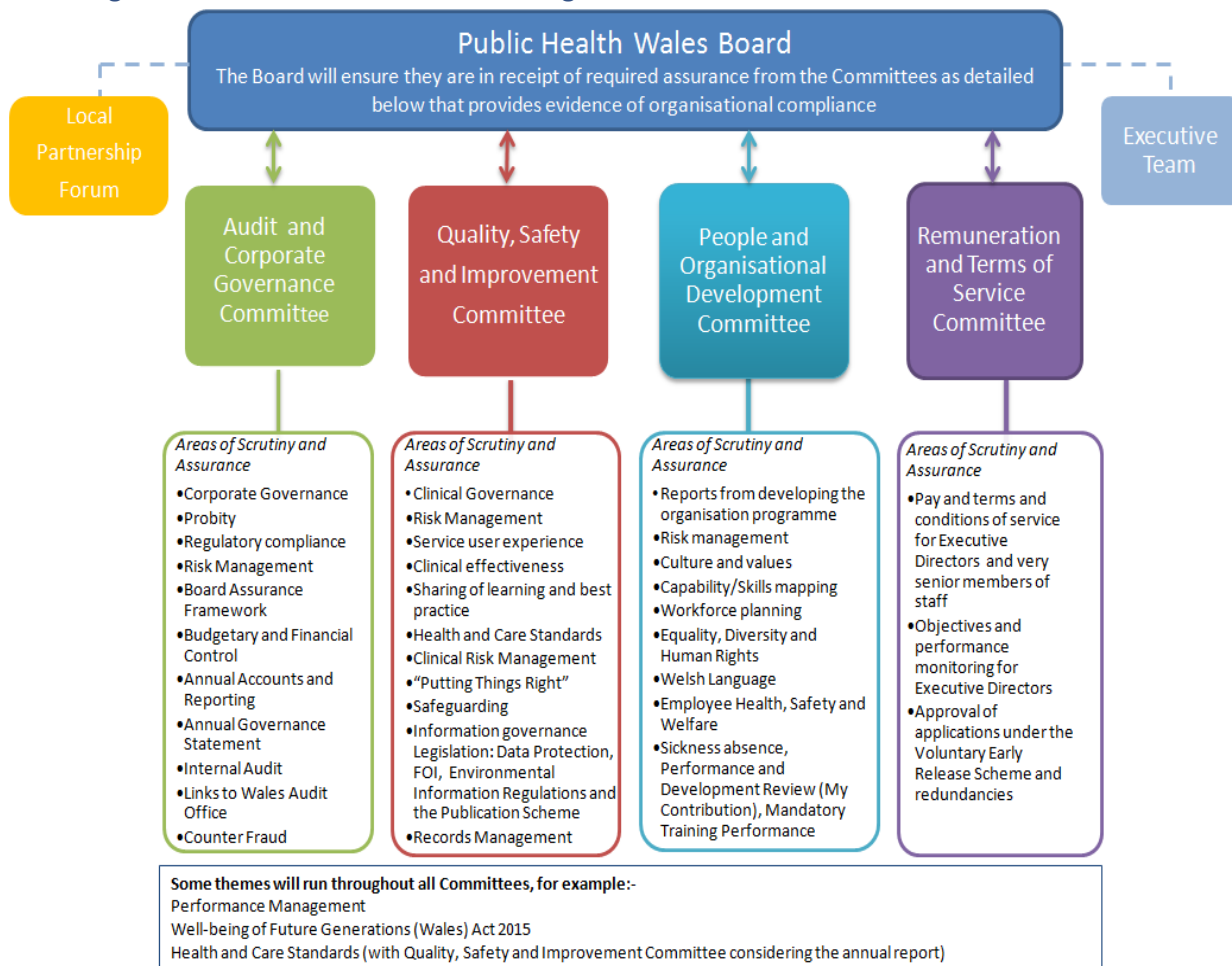 Public Health Wales Board
The Board will ensure they are in receipt of required assurance from the Committees as detailed
below that provides evidence of organisational compliance
Local
Partnership
Forum
Executive
Team
Audit and
Corporate
Governance
Committee
Quality, Safety
and Improvement
Committee
People and
Organisational
Development
Committee
Remuneration
and Terms of
Service
Committee
Areas of Scrutiny and
Assurance
•Corporate Governance
•Probity
•Regulatory compliance
•Risk Management
•Board Assurance
Framework
•Budgetary and Financial
Control
•Annual Accounts and
Reporting
•Annual Governance
Statement
•Internal Audit
•Links to Wales Audit
Office
•Counter Fraud
Areas of Scrutiny and
Assurance
•Clinical Governance
•Risk Management
•Service user experience
•Clinical effectiveness
•Sharing of learning and best
practice
•Health and Care Standards
•Clinical Risk Management
•“Putting Things Right”
•Safeguarding
•Information governance
Legislation: Data Protection,
FOI, Environmental
Information Regulations and
the Publication Scheme
•Records Management
Areas of Scrutiny and
Assurance
•Reports from developing the
organisation programme
•Risk management
•Culture and values
•Capability/Skills mapping
•Workforce planning
•Equality, Diversity and
Human Rights
•Welsh Language
•Employee Health, Safety and
Welfare
•Sickness absence,
Performance and
Development Review (My
Contribution), Mandatory
Training Performance
Areas of Scrutiny and
Assurance
•Pay and terms and
conditions of service
for Executive
Directors and very
senior members of
staff
•Objectives and
performance
monitoring for
Executive Directors
•Approval of
applications under the
Voluntary Early
Release Scheme and
redundancies
Some themes will run throughout all Committees, for example:-
Performance Management
Well-being of Future Generations (Wales) Act 2015
Health and Care Standards (with Quality, Safety and Improvement Committee considering the annual report)